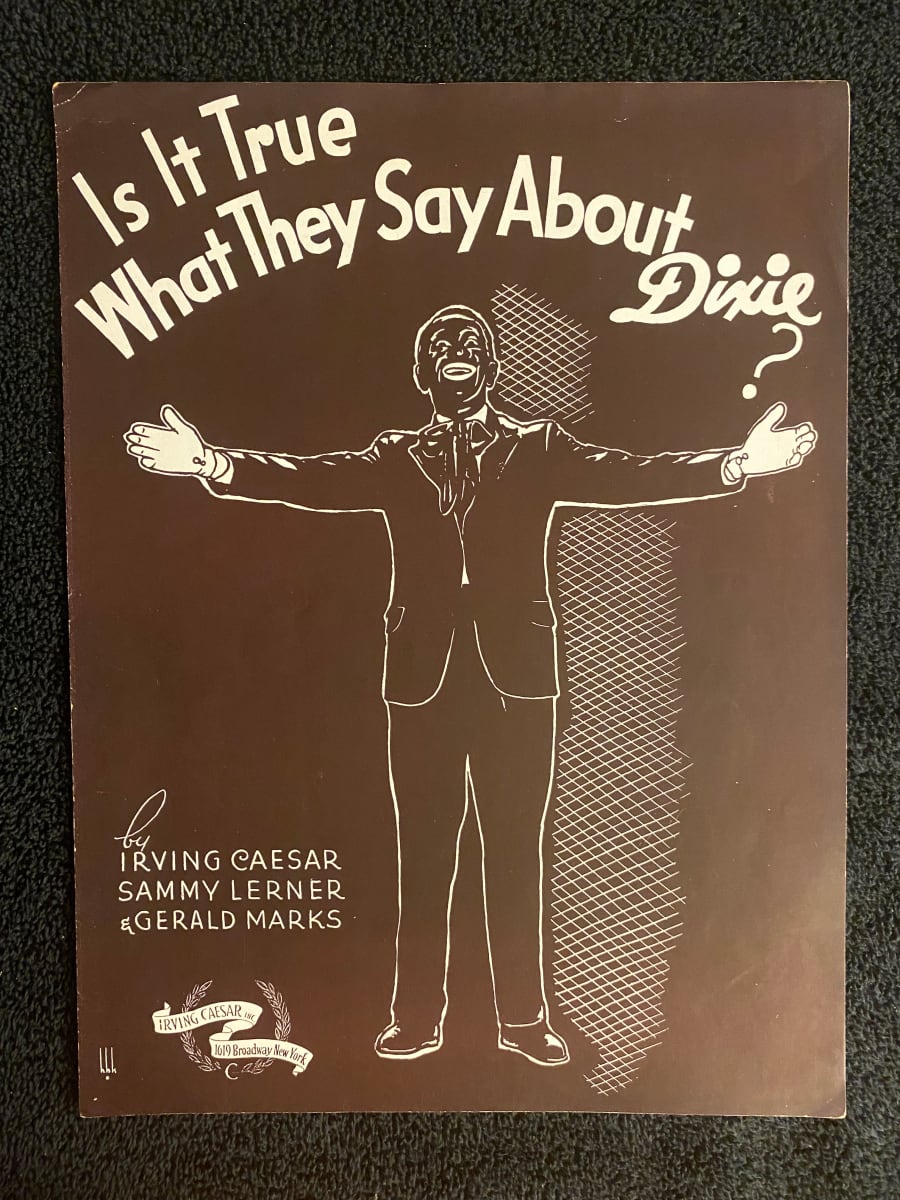 Is It True
What They Say About
Dixie
?
by
IRVING CAESAR
SAMMY LERNER
& GERALD MARKS
IRVING CAESAR INC.
1619 Broadway New York
hhh